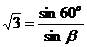 √3 = sin 60° / sin β